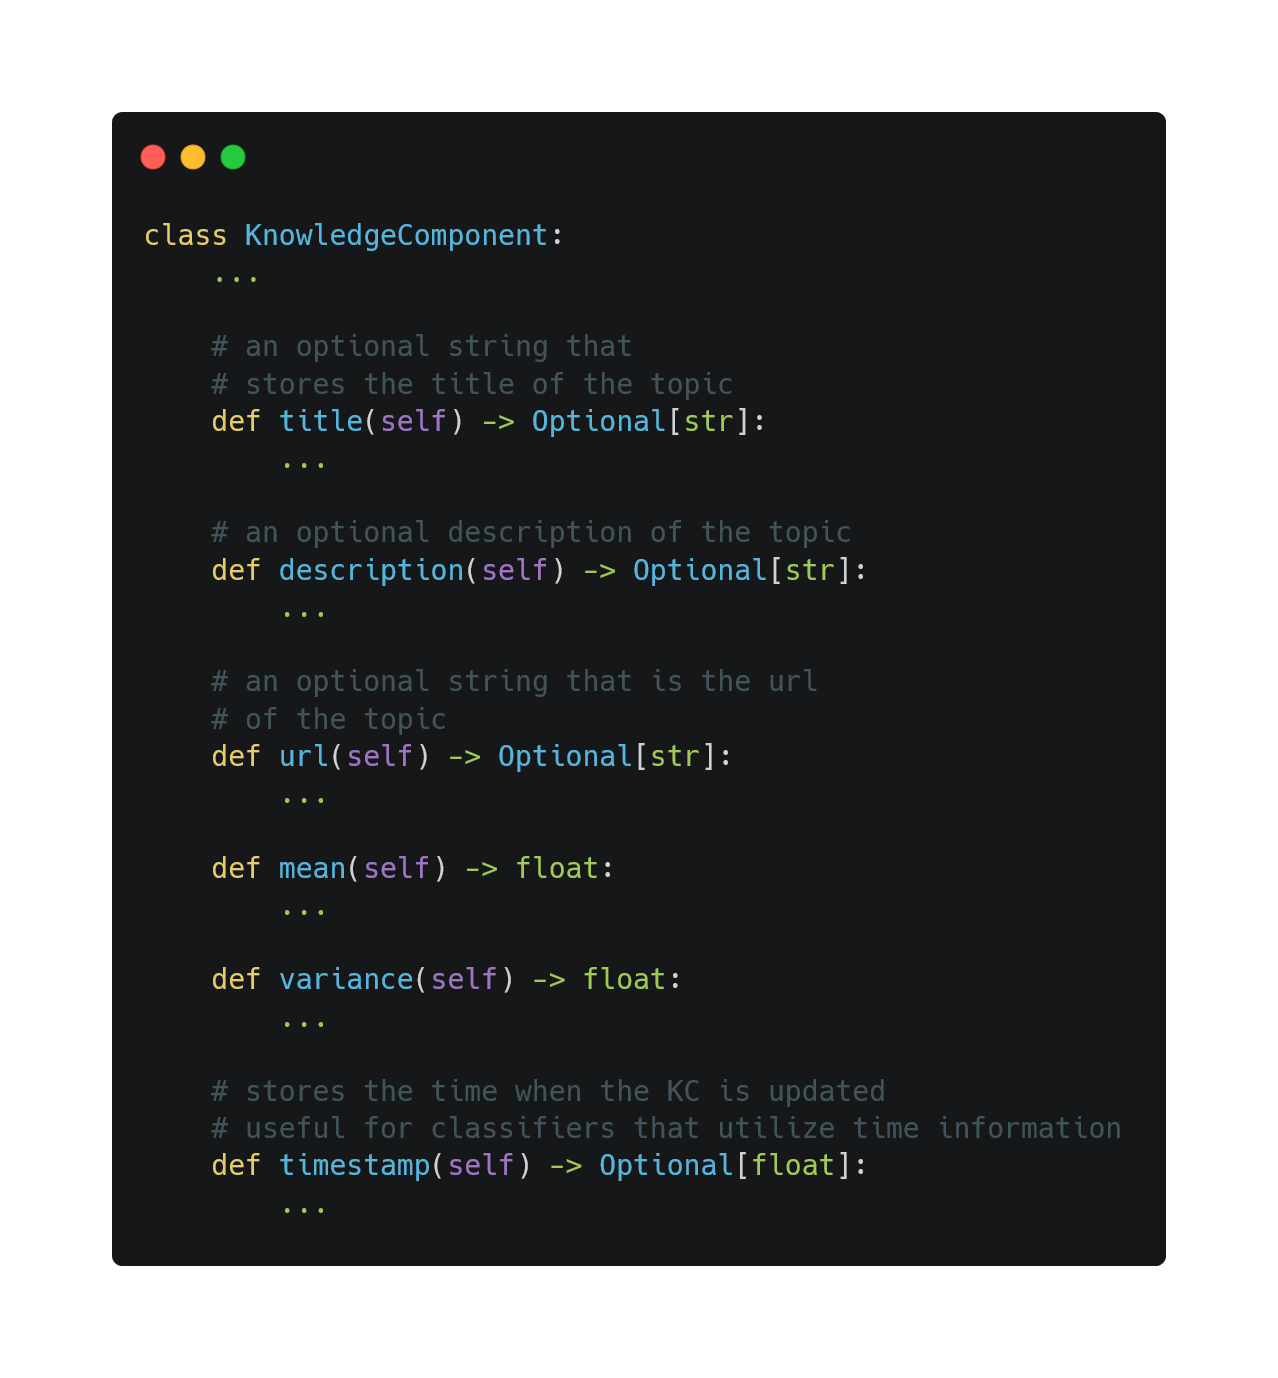 class KnowledgeComponent:
    ...
    # an optional string that
    # stores the title of the topic
    def title(self) -> Optional[str]:
        ...
    # an optional description of the topic
    def description(self) -> Optional[str]:
        ...
    # an optional string that is the url
    # of the topic
    def url(self) -> Optional[str]:
        ...
    def mean(self) -> float:
        ...
    def variance(self) -> float:
        ...
    # stores the time when the KC is updated
    # useful for classifiers that utilize time information
    def timestamp(self) -> Optional[float]:
        ...